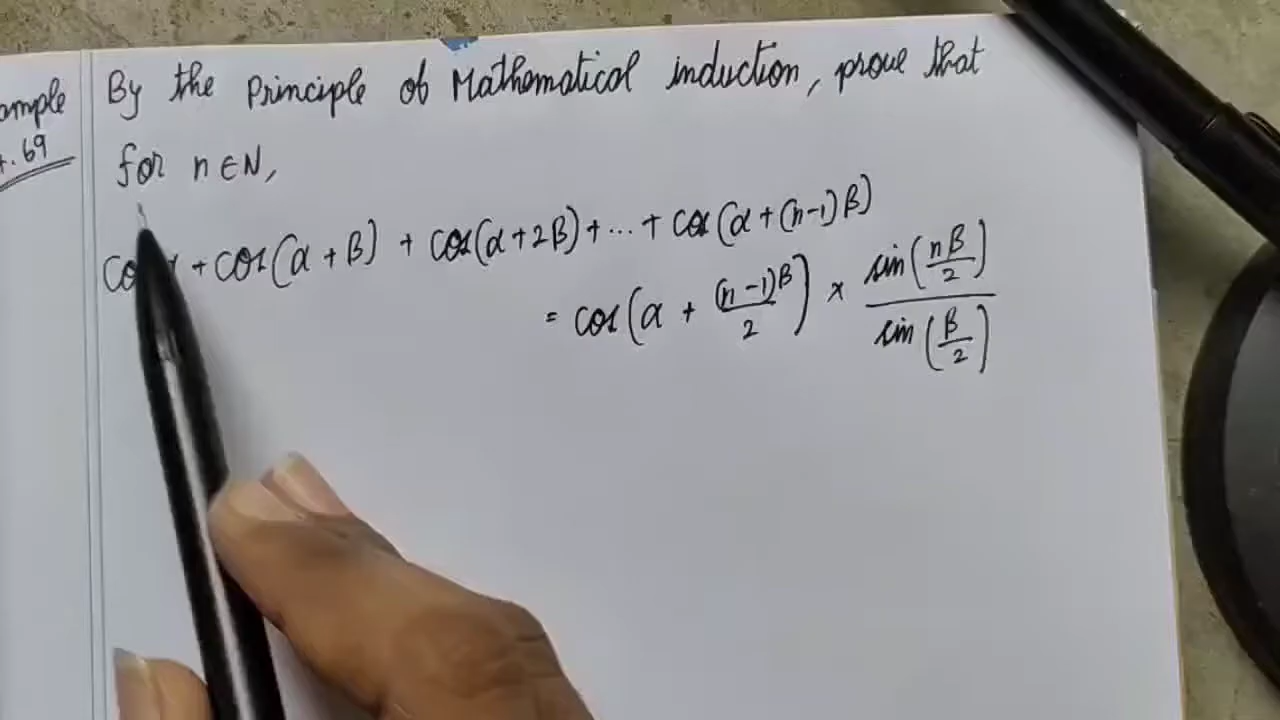 By the Principle of Mathematical induction, prove that
ample
for n ∈ N,
.69
+ cos(α + β) + cos(α + 2β) + ... + cos(α + (n-1)β)
= cos(α + (n-1)β/2) × sin(nβ/2) / sin(β/2)